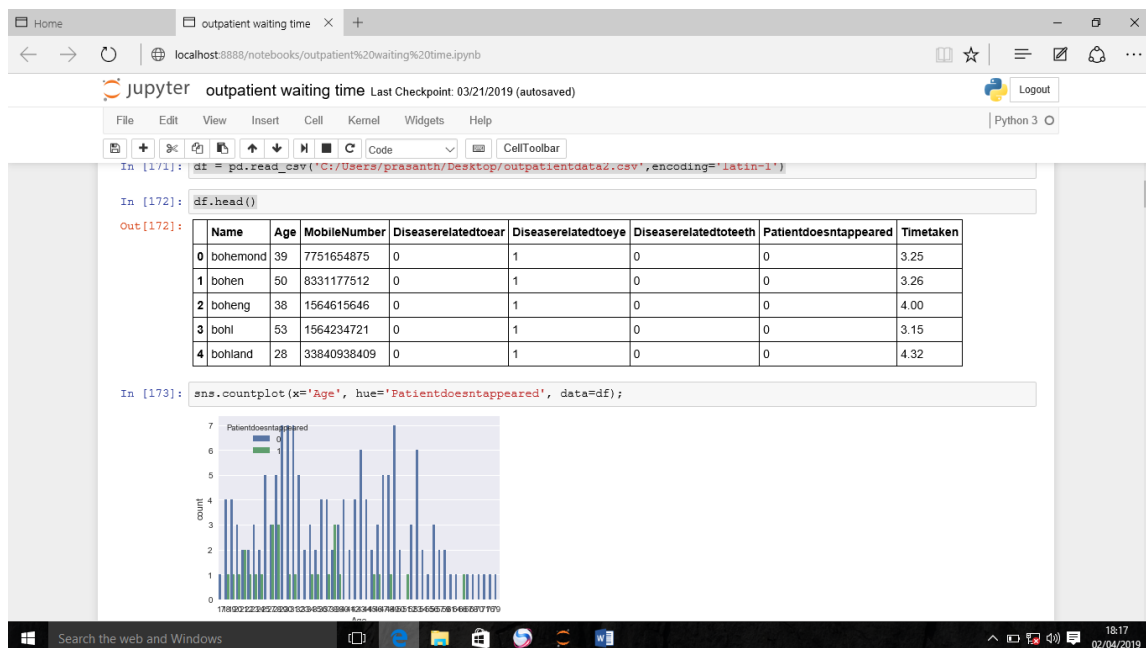 Home outpatient waiting time
localhost:8888/notebooks/outpatient%20waiting%20time.ipynb
jupyter outpatient waiting time Last Checkpoint: 03/21/2019 (autosaved) Logout
File Edit View Insert Cell Kernel Widgets Help Python 3
Code CellToolbar
In [171]: df = pd.read_csv('C:/Users/prasanth/Desktop/outpatientdata2.csv',encoding='latin-1')
In [172]: df.head()
Out[172]:
Name Age MobileNumber Diseaserelatedtoear Diseaserelatedtoeye Diseaserelatedtoteeth Patientdoesntappeared Timetaken
0 bohemond 39 7751654875 0 1 0 0 3.25
1 bohen 50 8331177512 0 1 0 0 3.26
2 boheng 38 1564615646 0 1 0 0 4.00
3 bohl 53 1564234721 0 1 0 0 3.15
4 bohland 28 33840938409 0 1 0 0 4.32
In [173]: sns.countplot(x='Age', hue='Patientdoesntappeared', data=df);
Patientdoesntappeared
0
1
7
6
5
4
3
2
1
0
count
Age
Search the web and Windows
18:17
02/04/2019